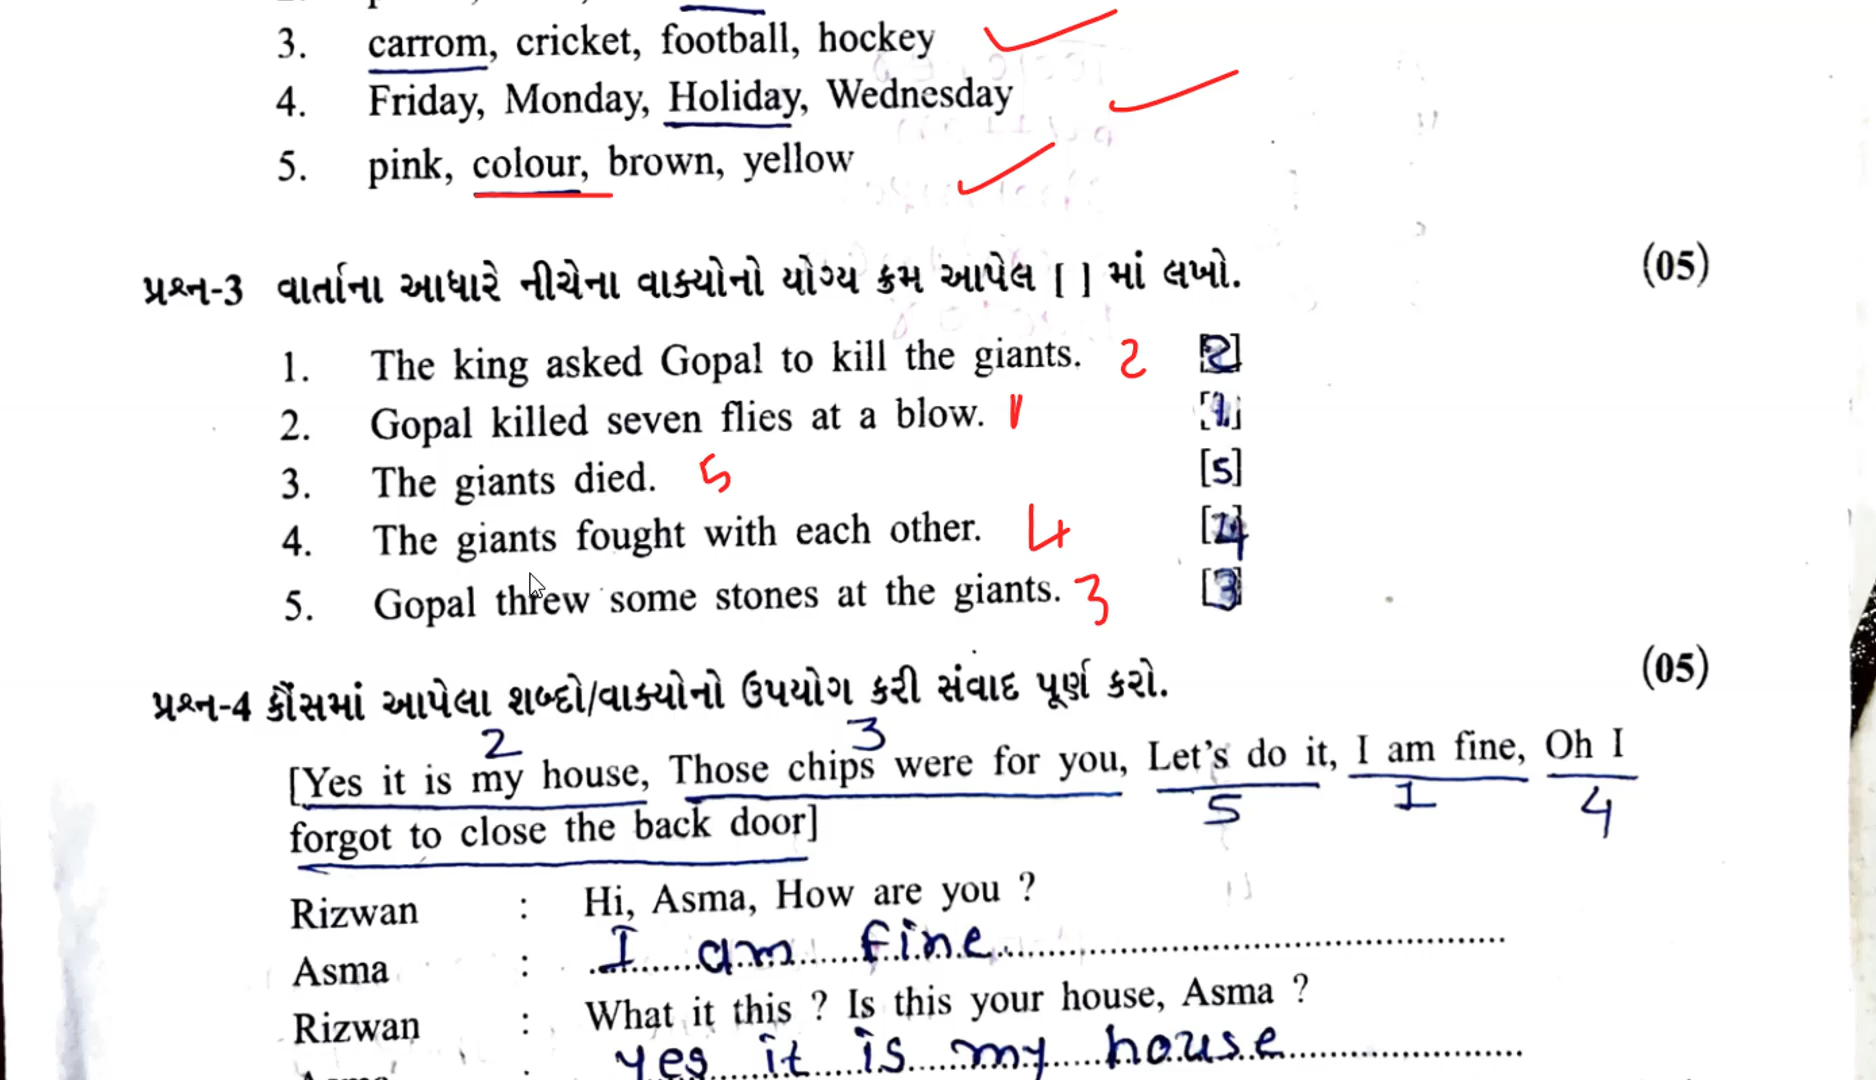 3. carrom, cricket, football, hockey
4. Friday, Monday, Holiday, Wednesday
5. pink, colour, brown, yellow
પ્રશ્ન-3 વાર્તાના આધારે નીચેના વાક્યોનો યોગ્ય ક્રમ આપેલ [ ] માં લખો. (05)
1. The king asked Gopal to kill the giants. 2 [2]
2. Gopal killed seven flies at a blow. 1 [1]
3. The giants died. 5 [5]
4. The giants fought with each other. 4 [4]
5. Gopal threw some stones at the giants. 3 [3]
પ્રશ્ન-4 કૌંસમાં આપેલા શબ્દો/વાક્યોનો ઉપયોગ કરી સંવાદ પૂર્ણ કરો. (05)
2 3
[Yes it is my house, Those chips were for you, Let's do it, I am fine, Oh I
5 1 4
forgot to close the back door]
Rizwan : Hi, Asma, How are you ?
Asma : I am fine
Rizwan : What it this ? Is this your house, Asma ?
Asma : yes it is my house